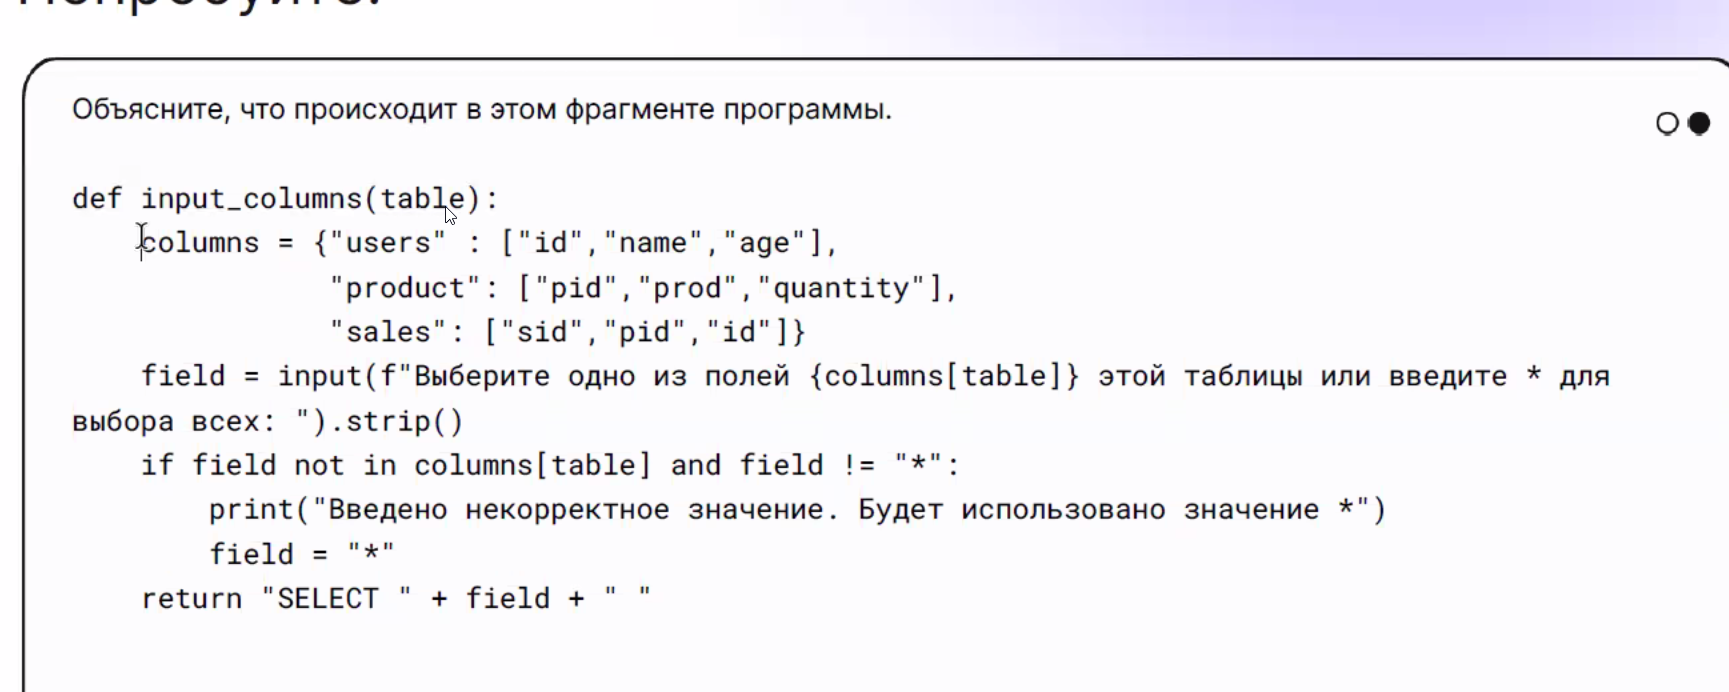 Попробуйте!
Объясните, что происходит в этом фрагменте программы.
def input_columns(table):
    columns = {"users" : ["id","name","age"],
               "product": ["pid","prod","quantity"],
               "sales": ["sid","pid","id"]}
    field = input(f"Выберите одно из полей {columns[table]} этой таблицы или введите * для
выбора всех: ").strip()
    if field not in columns[table] and field != "*":
        print("Введено некорректное значение. Будет использовано значение *")
        field = "*"
    return "SELECT " + field + " "